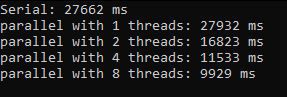 Serial: 27662 ms
parallel with 1 threads: 27932 ms
parallel with 2 threads: 16823 ms
parallel with 4 threads: 11533 ms
parallel with 8 threads: 9929 ms